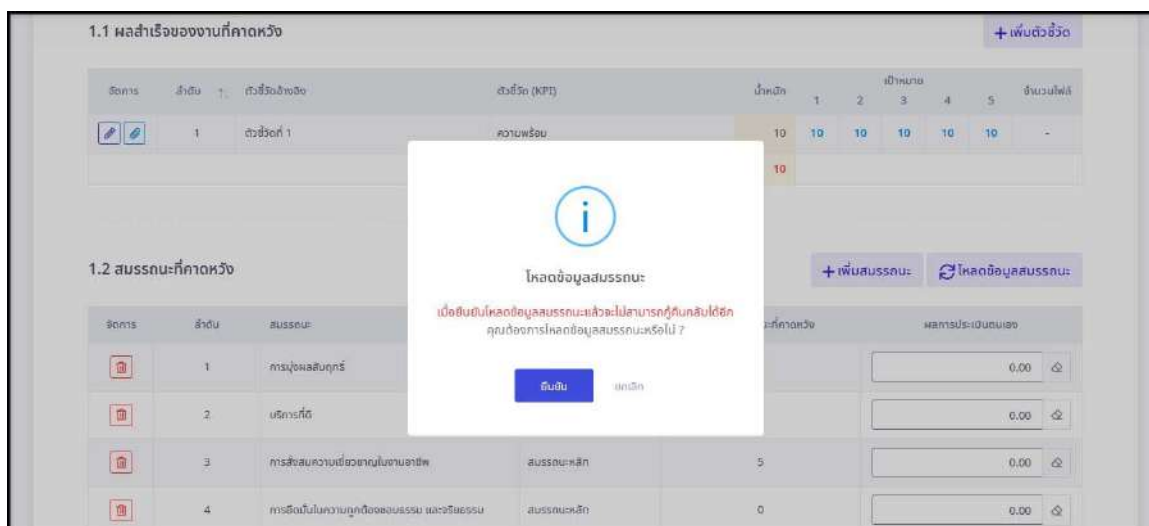 1.1 ผลสำเร็จของงานที่คาดหวัง
+ เพิ่มตัวชี้วัด
จัดการ ลำดับ ตัวชี้วัดอ้างอิง ตัวชี้วัด (KPI) น้ำหนัก เป้าหมาย จำนวนไฟล์
1 2 3 4 5
1 ตัวชี้วัดที่ 1 ความพร้อม 10 10 10 10 10 10 -
10
i
โหลดข้อมูลสมรรถนะ
เมื่อยืนยันโหลดข้อมูลสมรรถนะแล้วจะไม่สามารถกู้คืนกลับได้อีก
คุณต้องการโหลดข้อมูลสมรรถนะหรือไม่ ?
ยืนยัน ยกเลิก
1.2 สมรรถนะที่คาดหวัง
+ เพิ่มสมรรถนะ โหลดข้อมูลสมรรถนะ
จัดการ ลำดับ สมรรถนะ ะที่คาดหวัง ผลการประเมินตนเอง
1 การมุ่งผลสัมฤทธิ์ 0.00
2 บริการที่ดี 0.00
3 การสั่งสมความเชี่ยวชาญในงานอาชีพ สมรรถนะหลัก 5 0.00
4 การยึดมั่นในความถูกต้องชอบธรรม และจริยธรรม สมรรถนะหลัก 0 0.00